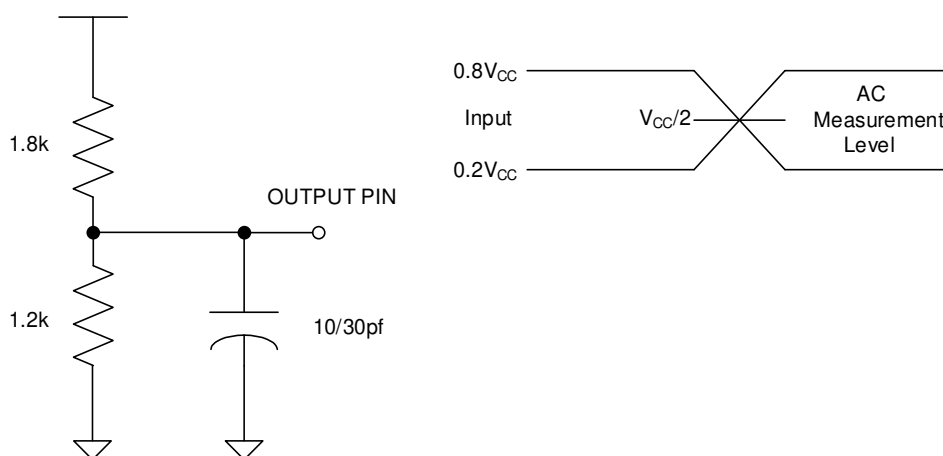 1.8k
OUTPUT PIN
1.2k
10/30pf
0.8VCC
Input
VCC/2
0.2VCC
AC
Measurement
Level